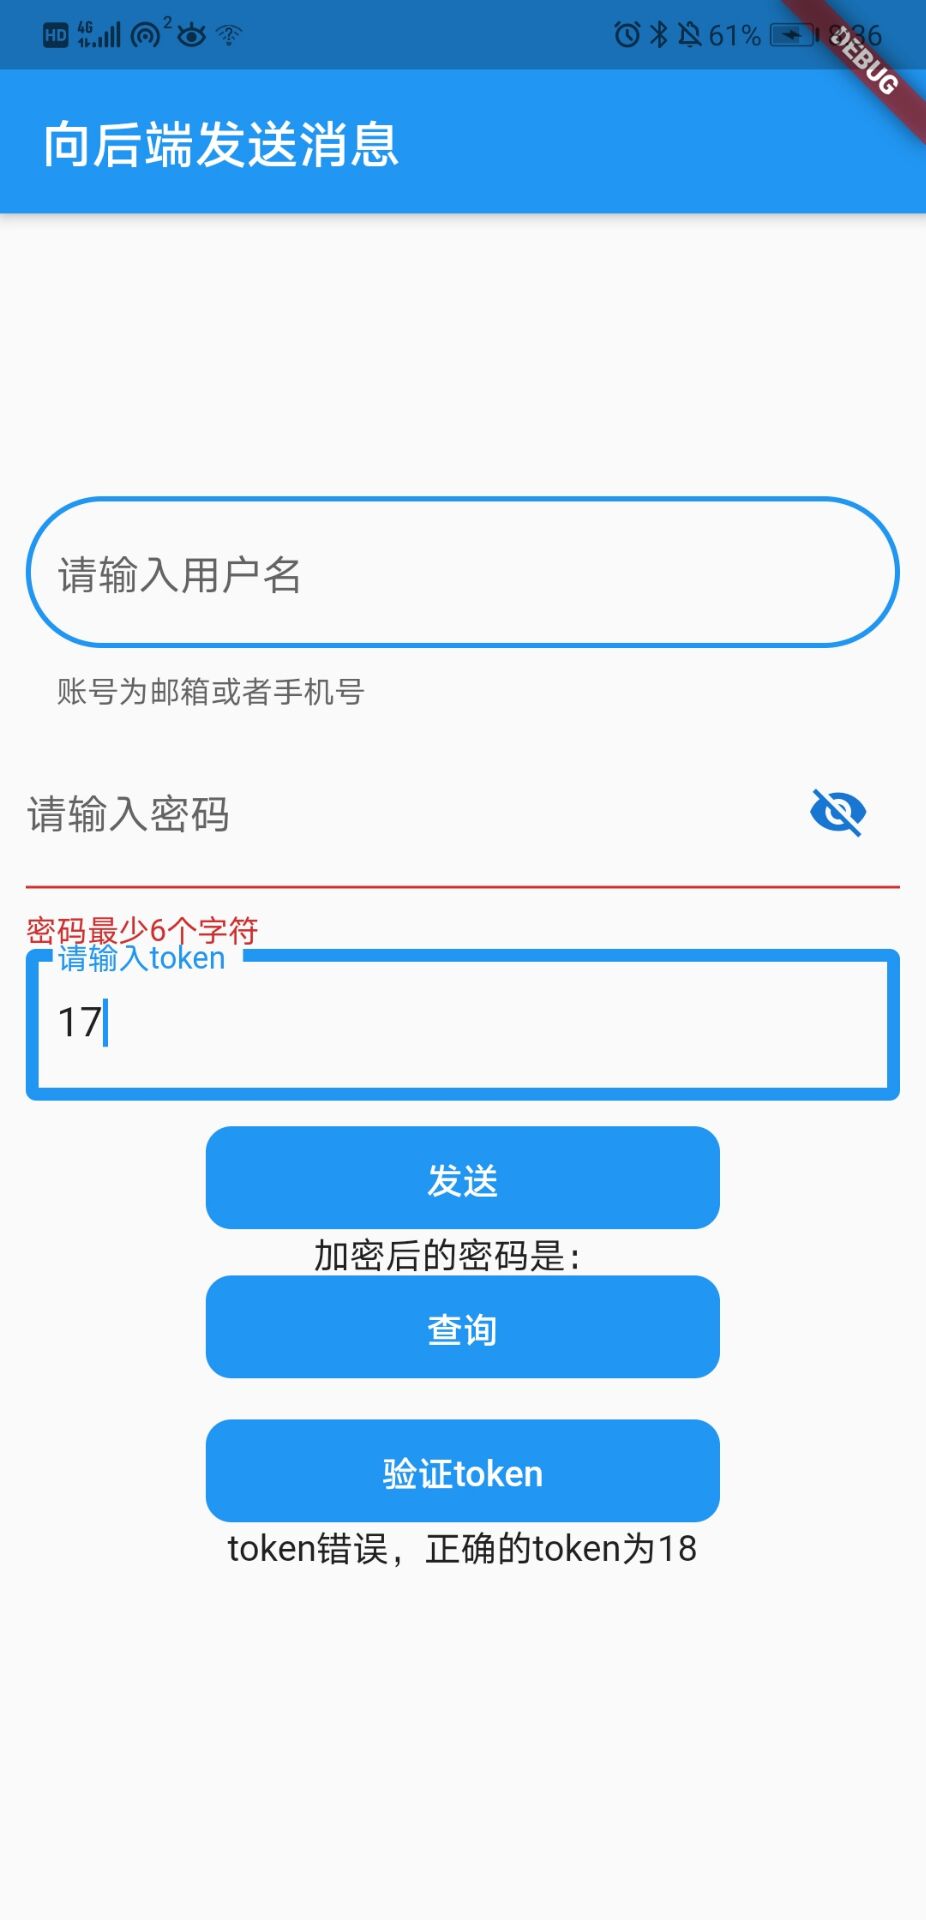 HD 4G 2 61% 8:36
DEBUG
向后端发送消息
请输入用户名
账号为邮箱或者手机号
请输入密码
密码最少6个字符
请输入token
17
发送
加密后的密码是：
查询
验证token
token错误，正确的token为18